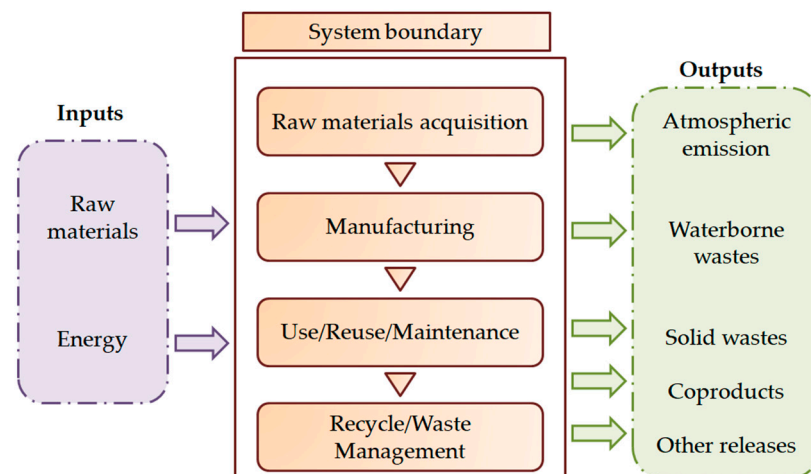 System boundary
Inputs
Raw
materials
Energy
Raw materials acquisition
Manufacturing
Use/Reuse/Maintenance
Recycle/Waste
Management
Outputs
Atmospheric
emission
Waterborne
wastes
Solid wastes
Coproducts
Other releases